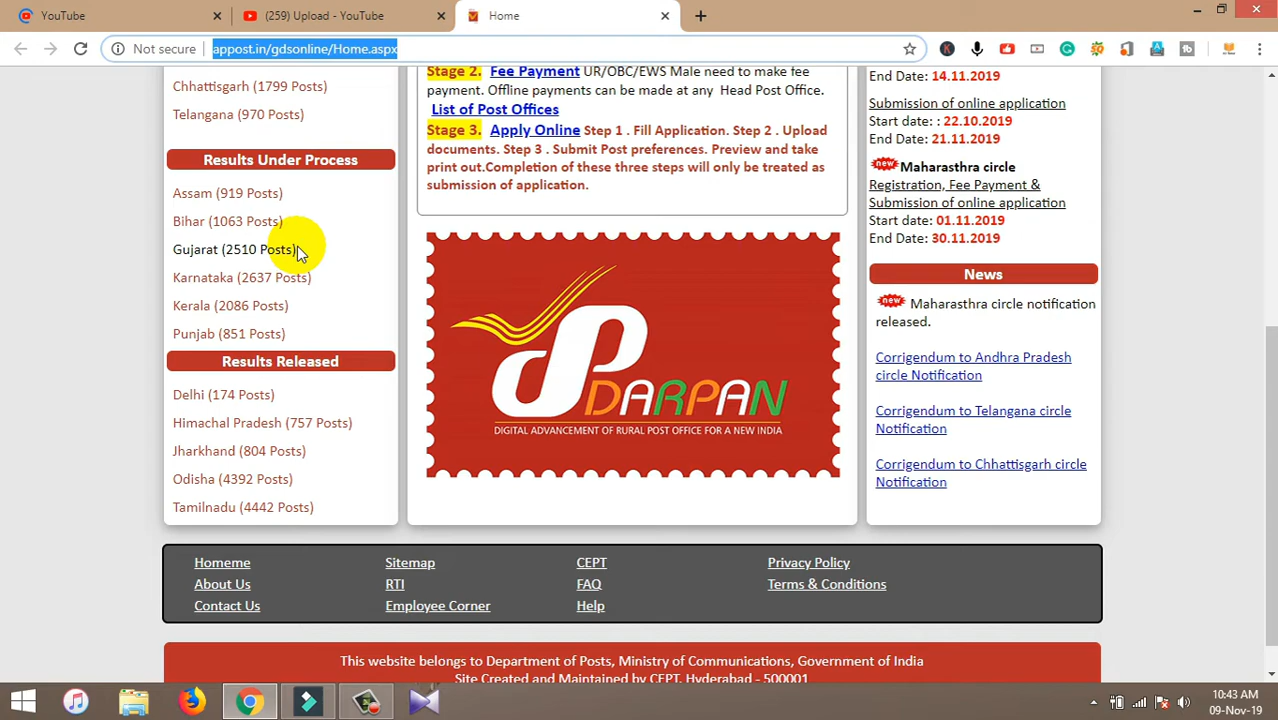 YouTube
(259) Upload - YouTube
Home
Not secure
appost.in/gdsonline/Home.aspx
Chhattisgarh (1799 Posts)
Telangana (970 Posts)
Results Under Process
Assam (919 Posts)
Bihar (1063 Posts)
Gujarat (2510 Posts)
Karnataka (2637 Posts)
Kerala (2086 Posts)
Punjab (851 Posts)
Results Released
Delhi (174 Posts)
Himachal Pradesh (757 Posts)
Jharkhand (804 Posts)
Odisha (4392 Posts)
Tamilnadu (4442 Posts)
Stage 2. Fee Payment UR/OBC/EWS Male need to make fee
payment. Offline payments can be made at any Head Post Office.
List of Post Offices
Stage 3. Apply Online Step 1 . Fill Application. Step 2 . Upload
documents. Step 3 . Submit Post preferences. Preview and take
print out.Completion of these three steps will only be treated as
submission of application.
DARPAN
DIGITAL ADVANCEMENT OF RURAL POST OFFICE FOR A NEW INDIA
End Date: 14.11.2019
Submission of online application
Start date: : 22.10.2019
End Date: 21.11.2019
new Maharasthra circle
Registration, Fee Payment &
Submission of online application
Start date: 01.11.2019
End Date: 30.11.2019
News
new Maharasthra circle notification
released.
Corrigendum to Andhra Pradesh
circle Notification
Corrigendum to Telangana circle
Notification
Corrigendum to Chhattisgarh circle
Notification
Homeme
About Us
Contact Us
Sitemap
RTI
Employee Corner
CEPT
FAQ
Help
Privacy Policy
Terms & Conditions
This website belongs to Department of Posts, Ministry of Communications, Government of India
Site Created and Maintained by CEPT, Hyderabad - 500001
10:43 AM
09-Nov-19